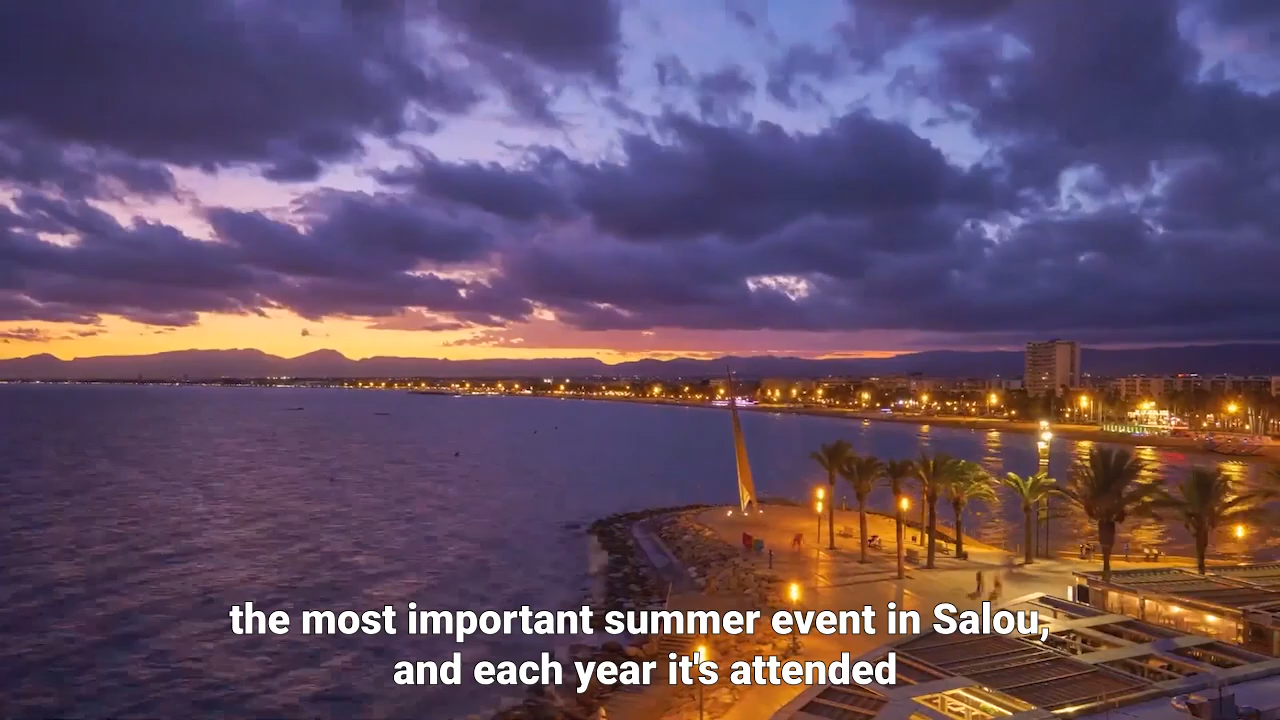 the most important summer event in Salou,
and each year it's attended